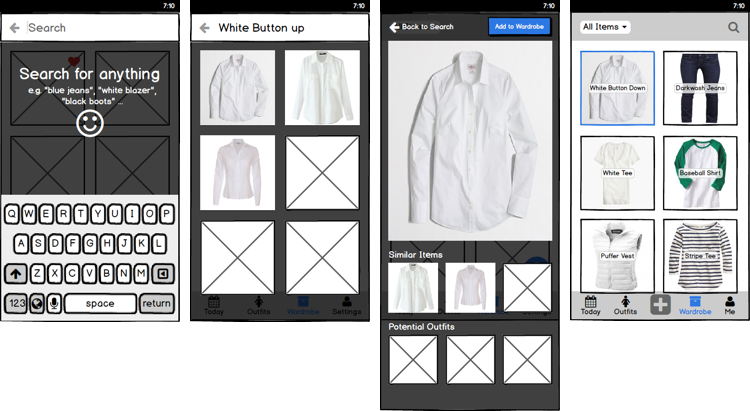 7:10
Search
Search for anything
e.g. "blue jeans", "white blazer",
"black boots" ...
Q W E R T Y U I O P
A S D F G H J K L
Z X C V B N M
123 space return
7:10
White Button up
Today Outfits Wardrobe Settings
7:10
Back to Search Add to Wardrobe
Similar Items
Potential Outfits
7:10
All Items
White Button Down Darkwash Jeans
White Tee Baseball Shirt
Puffer Vest Stripe Tee
Today Outfits Wardrobe Me